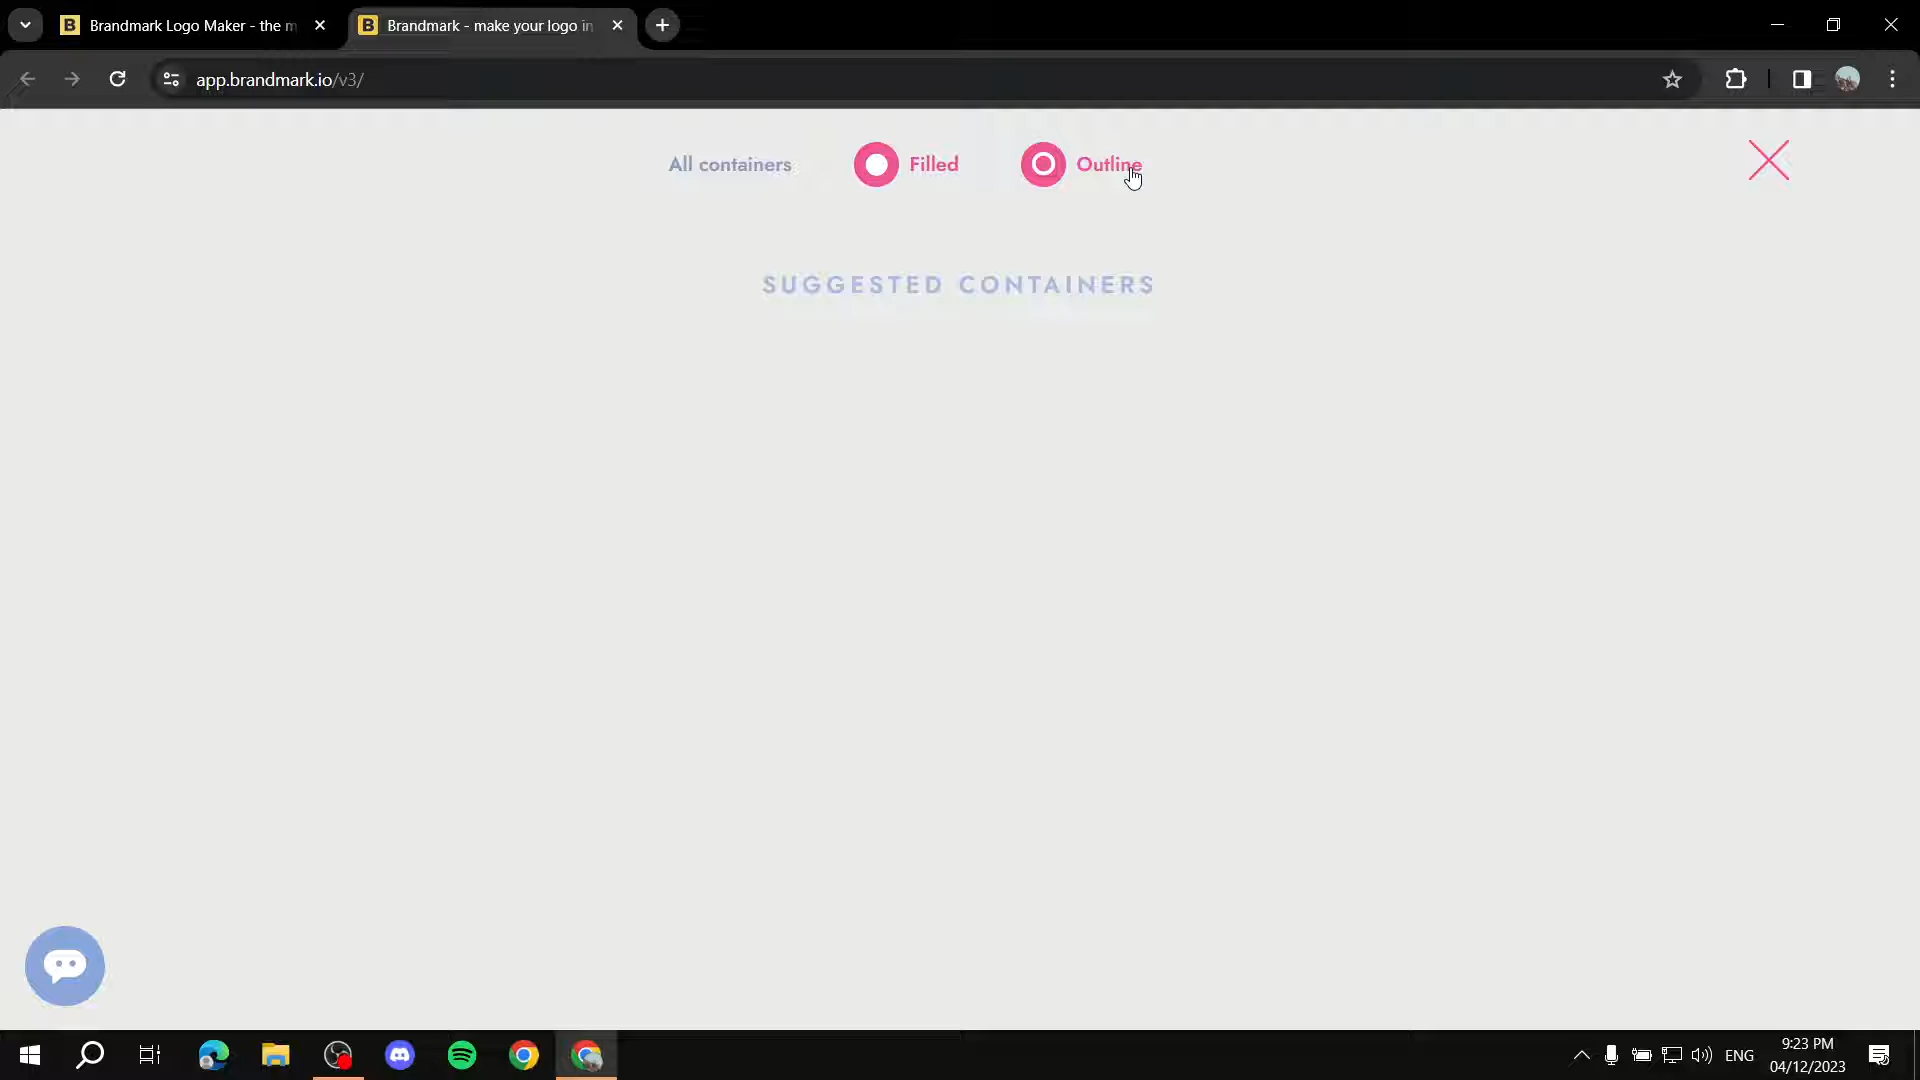 Brandmark Logo Maker - the m
Brandmark - make your logo in
app.brandmark.io/v3/
All containers
Filled
Outline
SUGGESTED CONTAINERS
ENG
9:23 PM
04/12/2023